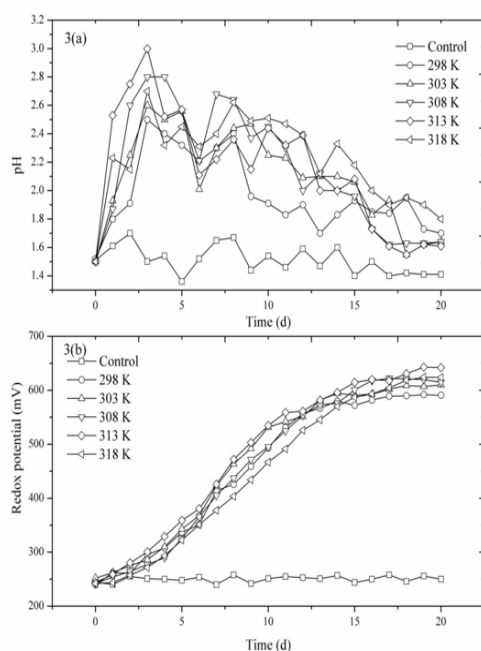 3(a)
Control
298 K
303 K
308 K
313 K
318 K
pH
3.2
3.0
2.8
2.6
2.4
2.2
2.0
1.8
1.6
1.4
0 5 10 15 20
Time (d)
3(b)
Control
298 K
303 K
308 K
313 K
318 K
Redox potential (mV)
700
600
500
400
300
200
0 5 10 15 20
Time (d)